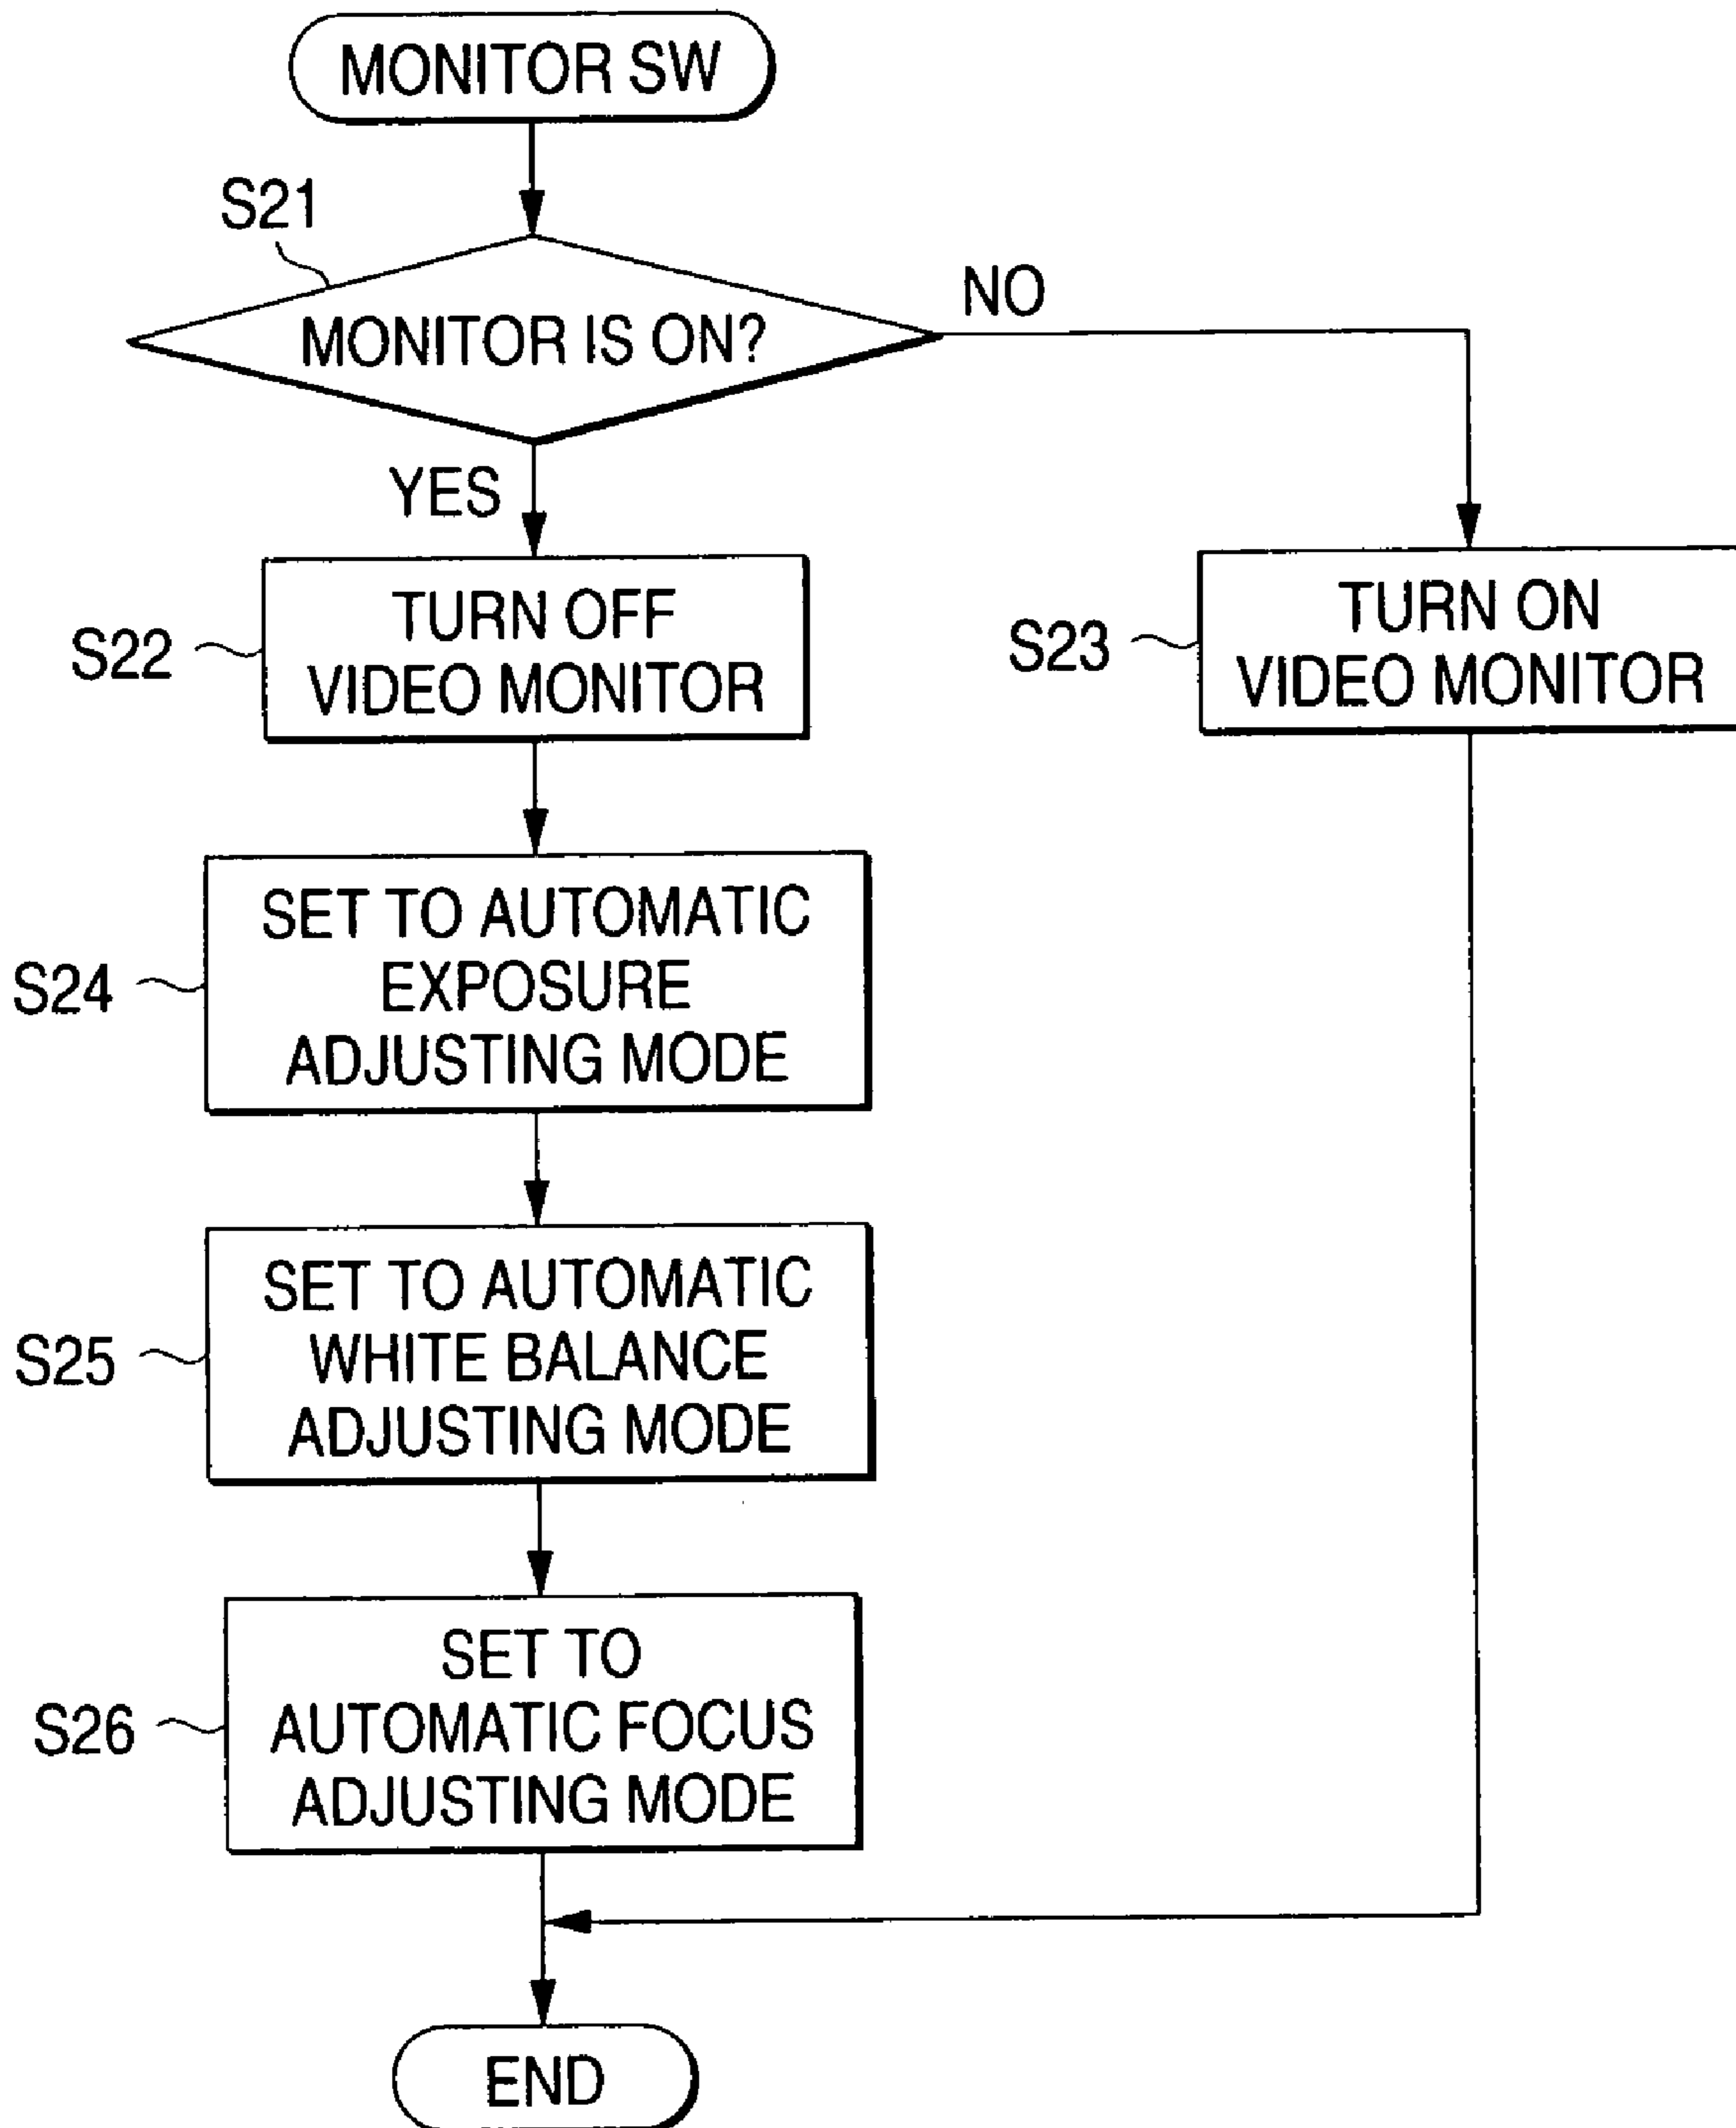 MONITOR SW
S21
MONITOR IS ON?
NO
YES
S22
TURN OFF
VIDEO MONITOR
S23
TURN ON
VIDEO MONITOR
S24
SET TO AUTOMATIC
EXPOSURE
ADJUSTING MODE
S25
SET TO AUTOMATIC
WHITE BALANCE
ADJUSTING MODE
S26
SET TO
AUTOMATIC FOCUS
ADJUSTING MODE
END